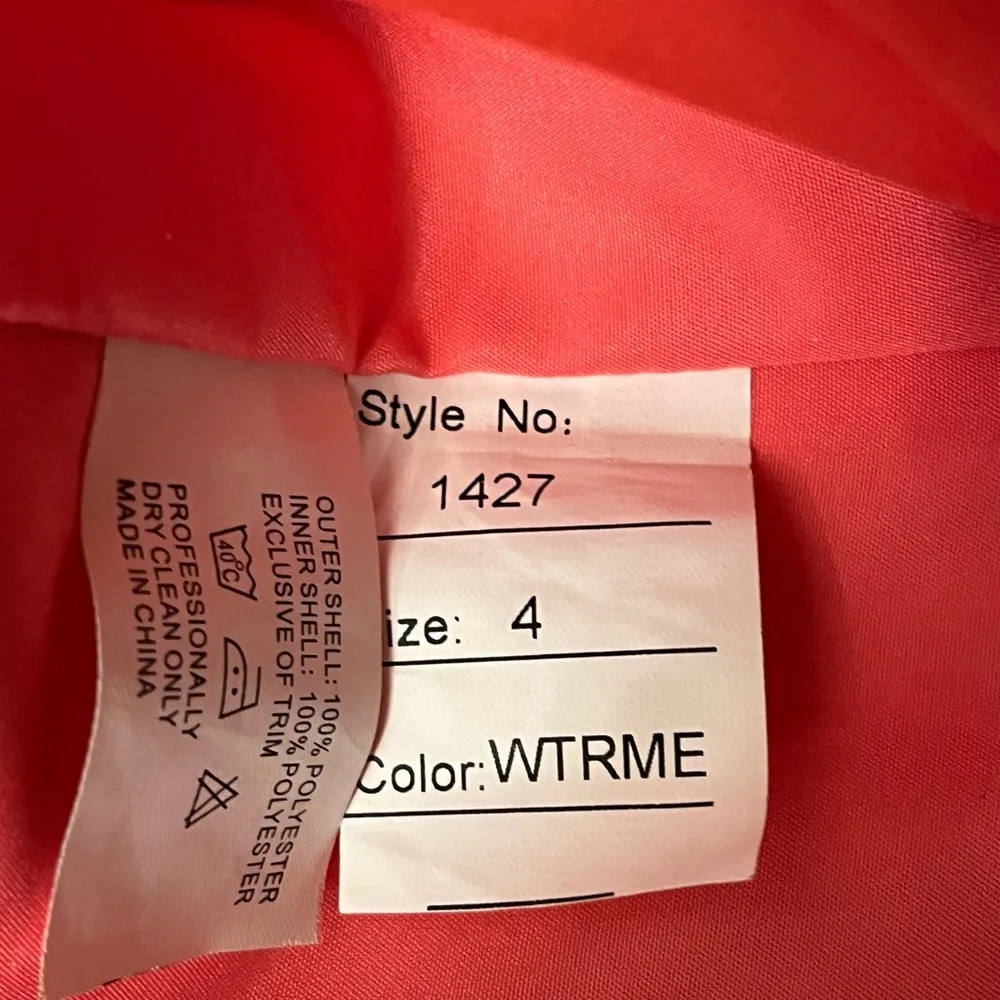 OUTER SHELL: 100% POLYESTER
INNER SHELL: 100% POLYESTER
EXCLUSIVE OF TRIM
40°C
PROFESSIONALLY
DRY CLEAN ONLY
MADE IN CHINA
Style No:
1427
ize: 4
Color: WTRME